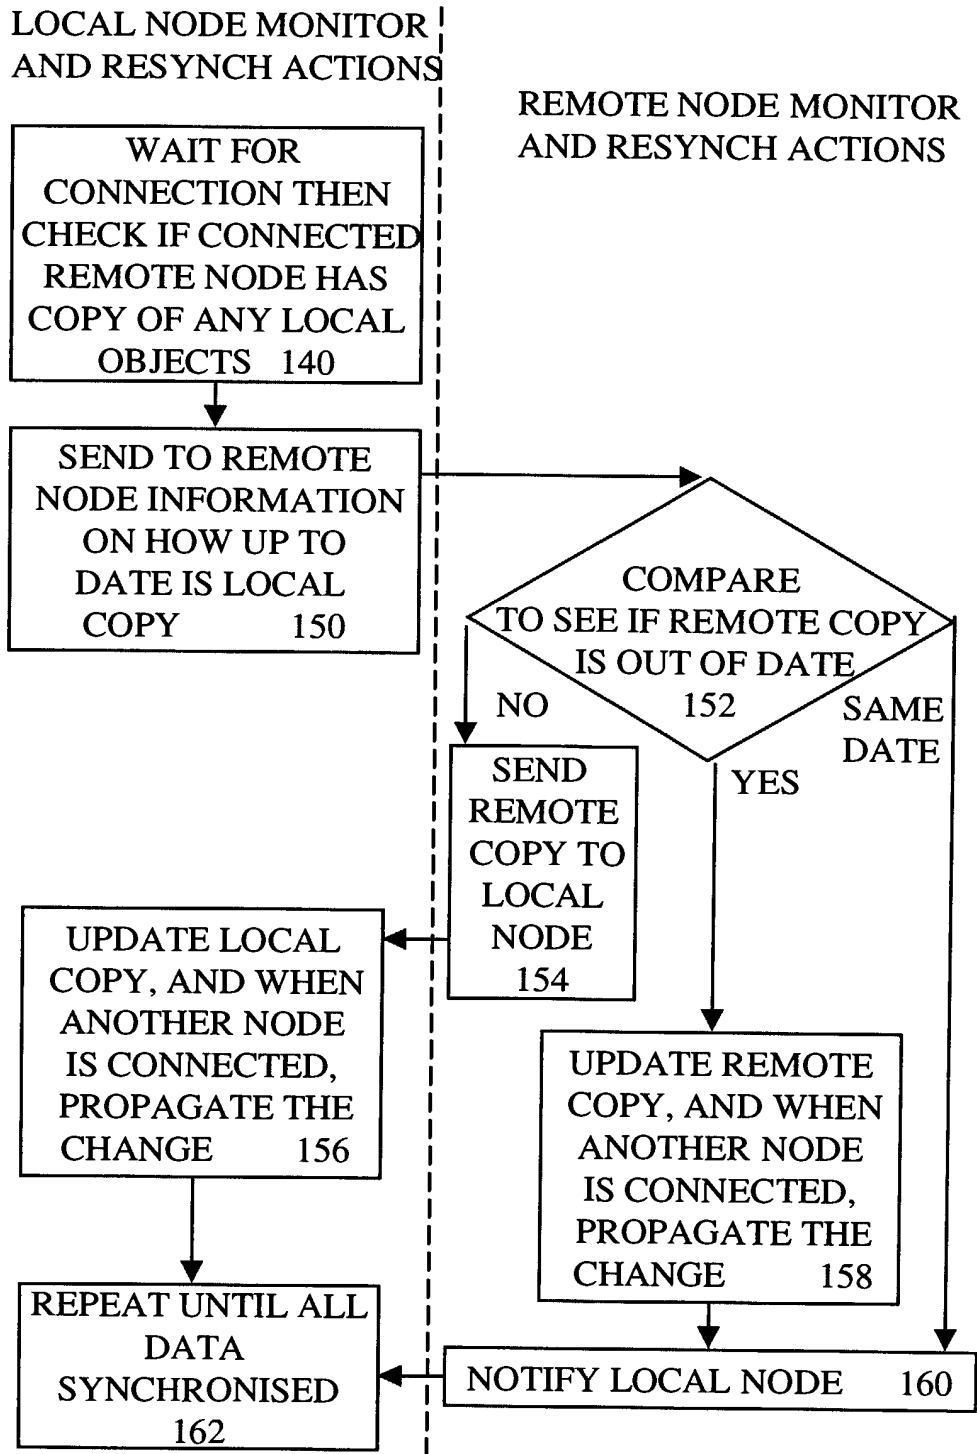 LOCAL NODE MONITOR
AND RESYNCH ACTIONS
REMOTE NODE MONITOR
AND RESYNCH ACTIONS
WAIT FOR
CONNECTION THEN
CHECK IF CONNECTED
REMOTE NODE HAS
COPY OF ANY LOCAL
OBJECTS 140
SEND TO REMOTE
NODE INFORMATION
ON HOW UP TO
DATE IS LOCAL
COPY 150
COMPARE
TO SEE IF REMOTE COPY
IS OUT OF DATE
152
NO
SAME
DATE
YES
SEND
REMOTE
COPY TO
LOCAL
NODE
154
UPDATE LOCAL
COPY, AND WHEN
ANOTHER NODE
IS CONNECTED,
PROPAGATE THE
CHANGE 156
UPDATE REMOTE
COPY, AND WHEN
ANOTHER NODE
IS CONNECTED,
PROPAGATE THE
CHANGE 158
REPEAT UNTIL ALL
DATA
SYNCHRONISED
162
NOTIFY LOCAL NODE 160